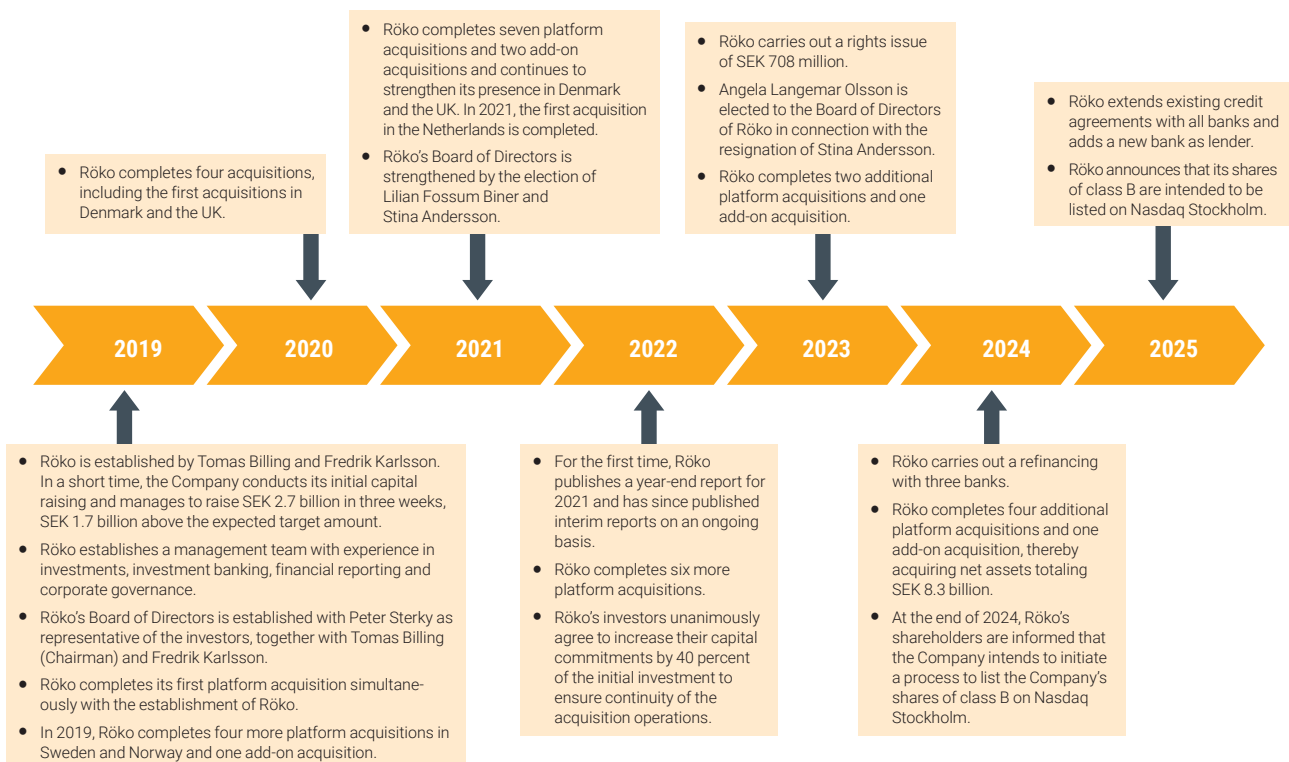 • Röko completes four acquisitions,
including the first acquisitions in
Denmark and the UK.
• Röko completes seven platform
acquisitions and two add-on
acquisitions and continues to
strengthen its presence in Denmark
and the UK. In 2021, the first acquisition
in the Netherlands is completed.
• Röko's Board of Directors is
strengthened by the election of
Lilian Fossum Biner and
Stina Andersson.
• Röko carries out a rights issue
of SEK 708 million.
• Angela Langemar Olsson is
elected to the Board of Directors
of Röko in connection with the
resignation of Stina Andersson.
• Röko completes two additional
platform acquisitions and one
add-on acquisition.
• Röko extends existing credit
agreements with all banks and
adds a new bank as lender.
• Röko announces that its shares
of class B are intended to be
listed on Nasdaq Stockholm.
2019
2020
2021
2022
2023
2024
2025
• Röko is established by Tomas Billing and Fredrik Karlsson.
In a short time, the Company conducts its initial capital
raising and manages to raise SEK 2.7 billion in three weeks,
SEK 1.7 billion above the expected target amount.
• Röko establishes a management team with experience in
investments, investment banking, financial reporting and
corporate governance.
• Röko's Board of Directors is established with Peter Sterky as
representative of the investors, together with Tomas Billing
(Chairman) and Fredrik Karlsson.
• Röko completes its first platform acquisition simultane-
ously with the establishment of Röko.
• In 2019, Röko completes four more platform acquisitions in
Sweden and Norway and one add-on acquisition.
• For the first time, Röko
publishes a year-end report for
2021 and has since published
interim reports on an ongoing
basis.
• Röko completes six more
platform acquisitions.
• Röko's investors unanimously
agree to increase their capital
commitments by 40 percent
of the initial investment to
ensure continuity of the
acquisition operations.
• Röko carries out a refinancing
with three banks.
• Röko completes four additional
platform acquisitions and one
add-on acquisition, thereby
acquiring net assets totaling
SEK 8.3 billion.
• At the end of 2024, Röko's
shareholders are informed that
the Company intends to initiate
a process to list the Company's
shares of class B on Nasdaq
Stockholm.